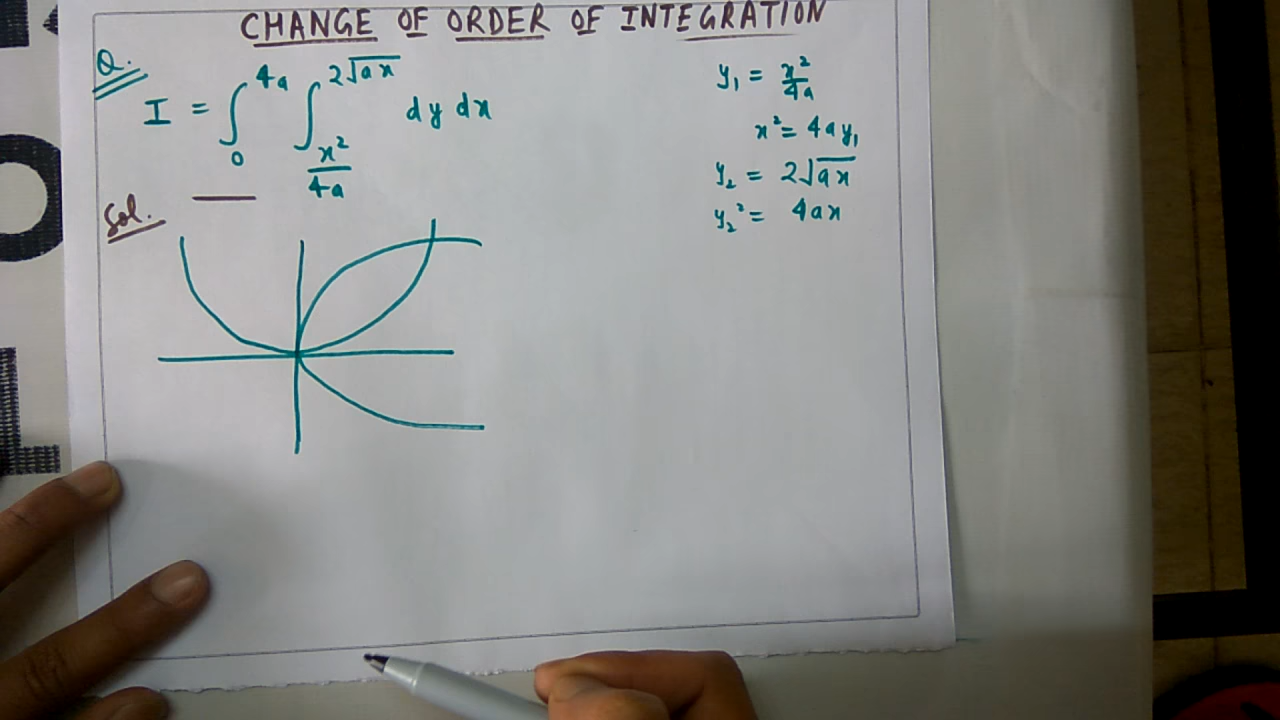 CHANGE OF ORDER OF INTEGRATION
Q.
I = ∫₀^{4a} ∫_{x²/4a}^{2√ax} dy dx
Sol.
y₁ = x²/4a
x² = 4ay₁
y₂ = 2√ax
y₂² = 4ax